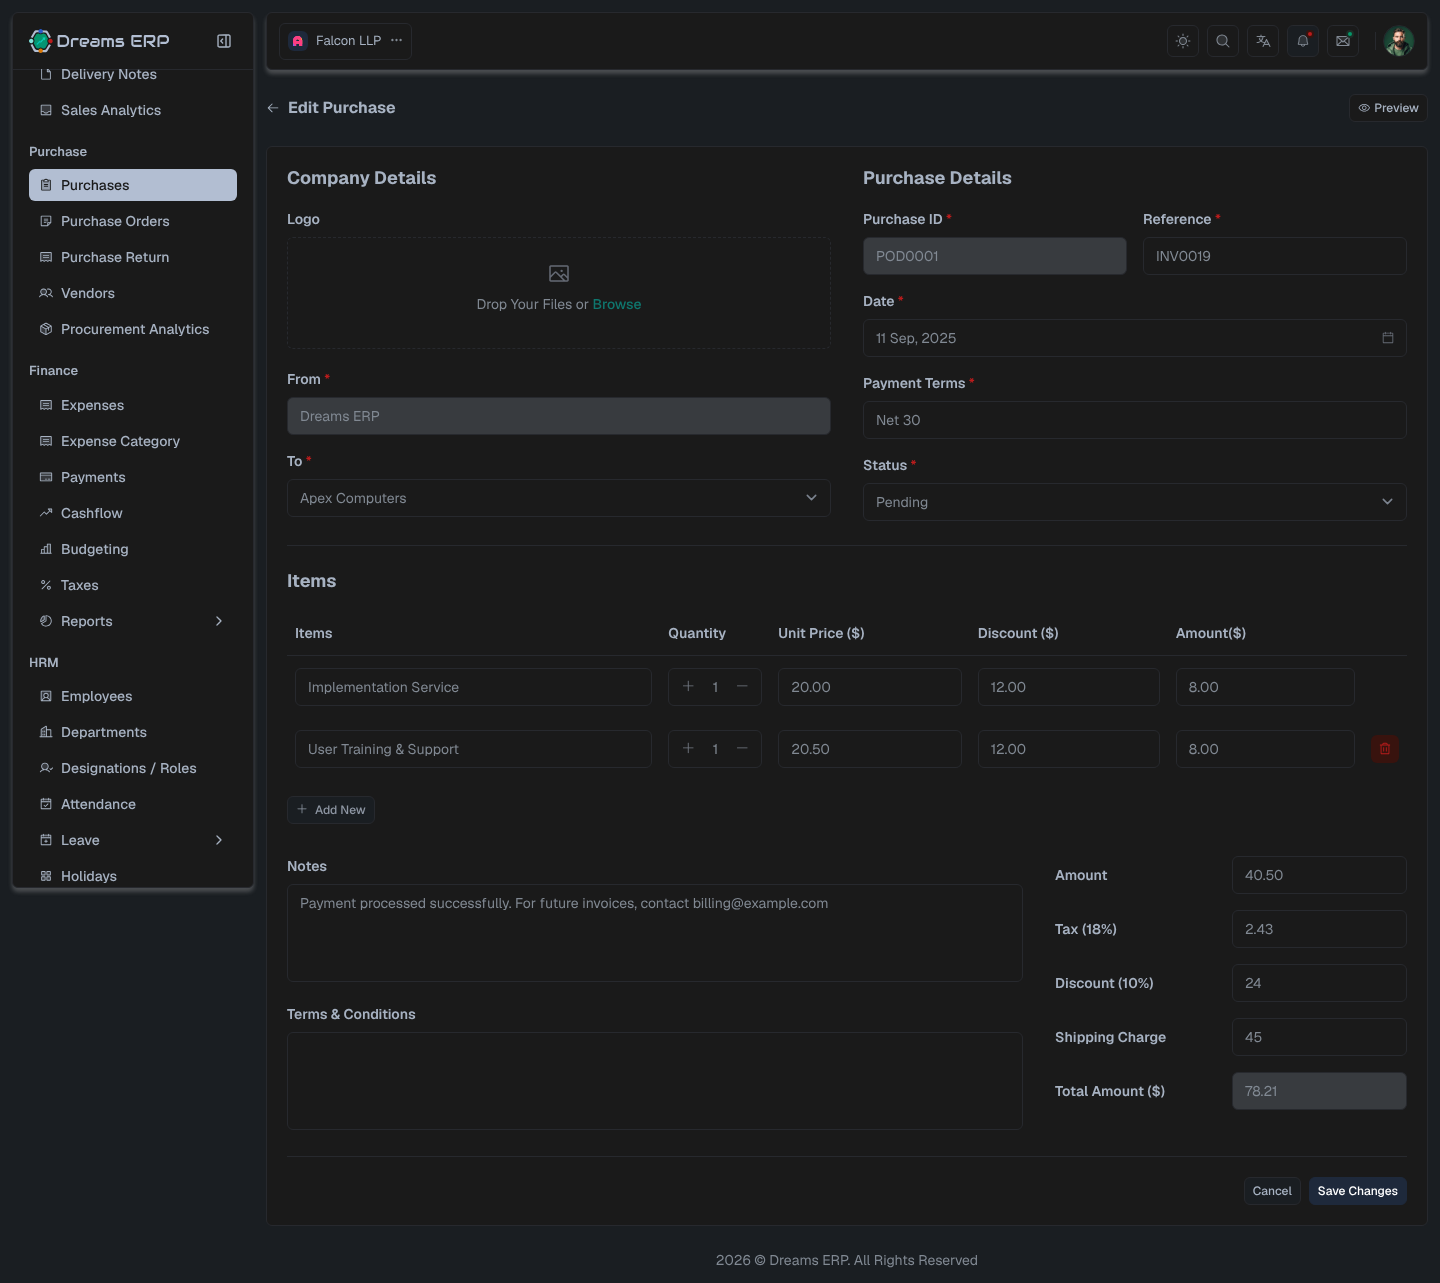 Dreams ERP
Delivery Notes
Sales Analytics
Purchase
Purchases
Purchase Orders
Purchase Return
Vendors
Procurement Analytics
Finance
Expenses
Expense Category
Payments
Cashflow
Budgeting
Taxes
Reports
HRM
Employees
Departments
Designations / Roles
Attendance
Leave
Holidays
Falcon LLP ···
Edit Purchase
Preview
Company Details
Logo
Drop Your Files or Browse
From *
Dreams ERP
To *
Apex Computers
Purchase Details
Purchase ID * Reference *
POD0001 INV0019
Date *
11 Sep, 2025
Payment Terms *
Net 30
Status *
Pending
Items
Items Quantity Unit Price ($) Discount ($) Amount($)
Implementation Service + 1 − 20.00 12.00 8.00
User Training & Support + 1 − 20.50 12.00 8.00
+ Add New
Notes
Payment processed successfully. For future invoices, contact billing@example.com
Terms & Conditions
Amount 40.50
Tax (18%) 2.43
Discount (10%) 24
Shipping Charge 45
Total Amount ($) 78.21
Cancel Save Changes
2026 © Dreams ERP. All Rights Reserved